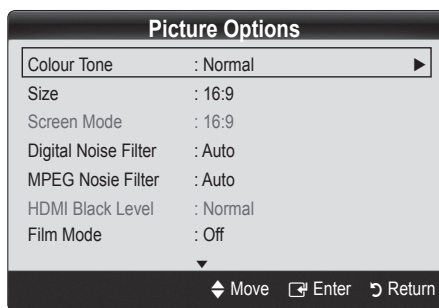 Picture Options
Colour Tone : Normal
Size : 16:9
Screen Mode : 16:9
Digital Noise Filter : Auto
MPEG Nosie Filter : Auto
HDMI Black Level : Normal
Film Mode : Off
Move Enter Return